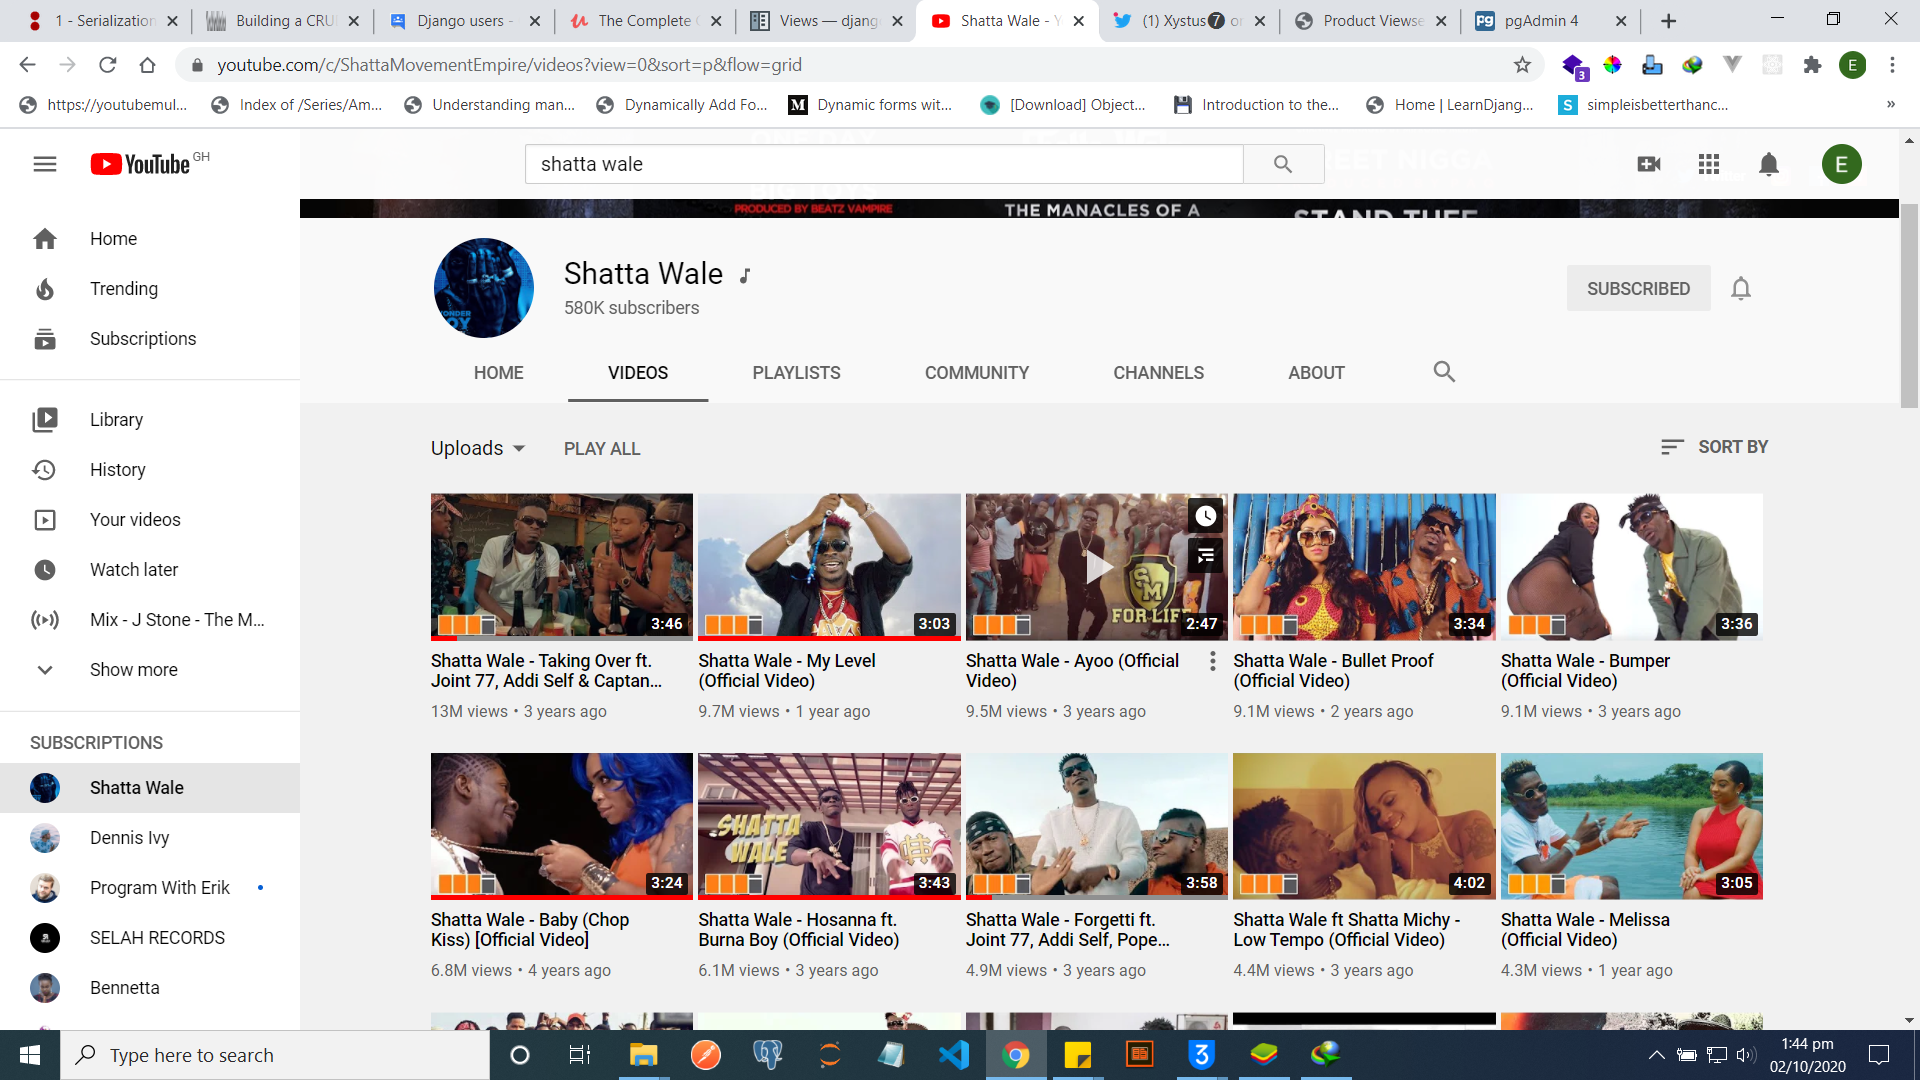 1 - Serialization
Building a CRU
Django users -
The Complete
Views — djang
Shatta Wale - Y
(1) Xystus❼ o
Product Viewse
pgAdmin 4
youtube.com/c/ShattaMovementEmpire/videos?view=0&sort=p&flow=grid
3
E
https://youtubemul...
Index of /Series/Am...
Understanding man...
Dynamically Add Fo...
Dynamic forms wit...
[Download] Object...
Introduction to the...
Home | LearnDjang...
simpleisbetterthanc...
»
YouTube GH
shatta wale
E
PRODUCED BY BEATZ VAMPIRE
THE MANACLES OF A
STAND TUFF
Home
Trending
Subscriptions
Library
History
Your videos
Watch later
Mix - J Stone - The M...
Show more
SUBSCRIPTIONS
Shatta Wale
Dennis Ivy
Program With Erik
SELAH RECORDS
Bennetta
Shatta Wale
580K subscribers
SUBSCRIBED
HOME
VIDEOS
PLAYLISTS
COMMUNITY
CHANNELS
ABOUT
Uploads
PLAY ALL
SORT BY
3:46
3:03
SM
FOR LIFE
2:47
3:34
3:36
Shatta Wale - Taking Over ft.
Joint 77, Addi Self & Captan...
13M views • 3 years ago
Shatta Wale - My Level
(Official Video)
9.7M views • 1 year ago
Shatta Wale - Ayoo (Official
Video)
9.5M views • 3 years ago
Shatta Wale - Bullet Proof
(Official Video)
9.1M views • 2 years ago
Shatta Wale - Bumper
(Official Video)
9.1M views • 3 years ago
3:24
SHATTA
WALE
3:43
3:58
4:02
3:05
Shatta Wale - Baby (Chop
Kiss) [Official Video]
6.8M views • 4 years ago
Shatta Wale - Hosanna ft.
Burna Boy (Official Video)
6.1M views • 3 years ago
Shatta Wale - Forgetti ft.
Joint 77, Addi Self, Pope...
4.9M views • 3 years ago
Shatta Wale ft Shatta Michy -
Low Tempo (Official Video)
4.4M views • 3 years ago
Shatta Wale - Melissa
(Official Video)
4.3M views • 1 year ago
Type here to search
1:44 pm
02/10/2020